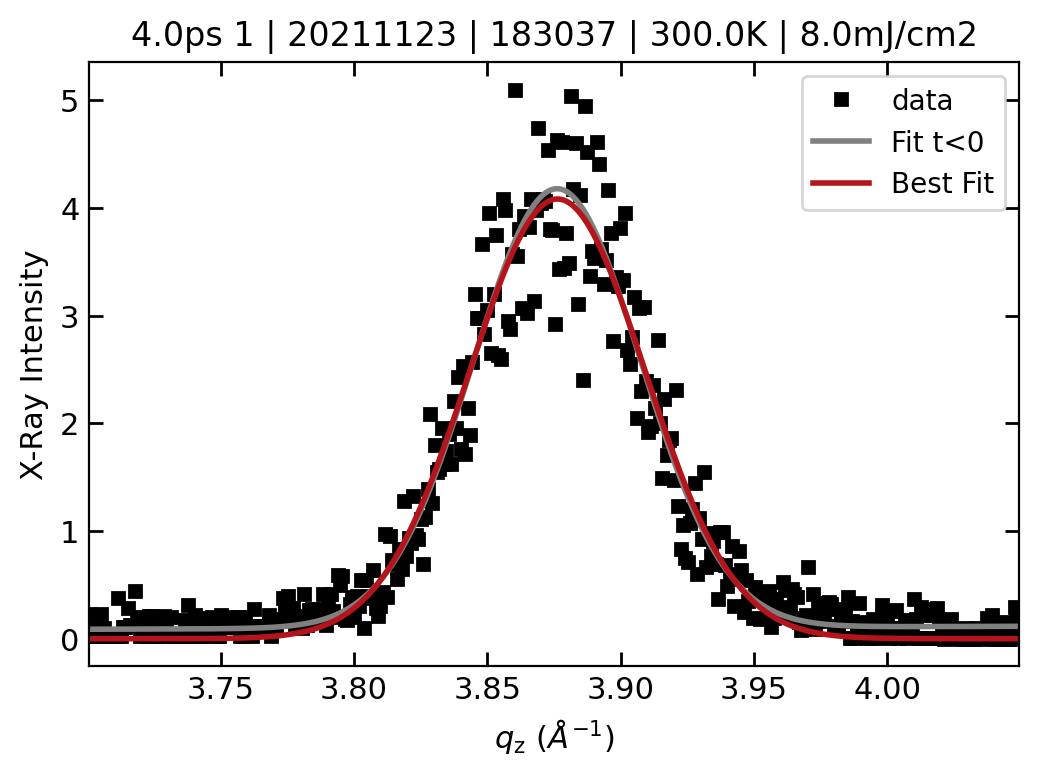 4.0ps 1 | 20211123 | 183037 | 300.0K | 8.0mJ/cm2
data
Fit t<0
Best Fit
X-Ray Intensity
5
4
3
2
1
0
3.75 3.80 3.85 3.90 3.95 4.00
q_z (Å⁻¹)